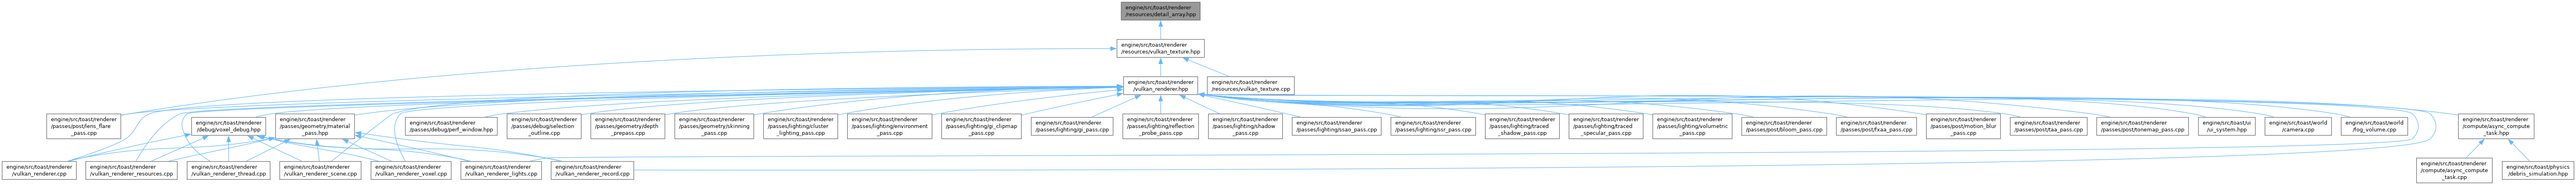 engine/src/toast/renderer
/resources/detail_array.hpp
engine/src/toast/renderer
/resources/vulkan_texture.hpp
engine/src/toast/renderer
/vulkan_renderer.hpp
engine/src/toast/renderer
/resources/vulkan_texture.cpp
engine/src/toast/renderer
/passes/post/lens_flare
_pass.cpp
engine/src/toast/renderer
/debug/voxel_debug.hpp
engine/src/toast/renderer
/passes/geometry/material
_pass.hpp
engine/src/toast/renderer
/passes/debug/perf_window.hpp
engine/src/toast/renderer
/passes/debug/selection
_outline.cpp
engine/src/toast/renderer
/passes/geometry/depth
_prepass.cpp
engine/src/toast/renderer
/passes/geometry/skinning
_pass.cpp
engine/src/toast/renderer
/passes/lighting/cluster
_lighting_pass.cpp
engine/src/toast/renderer
/passes/lighting/environment
_pass.cpp
engine/src/toast/renderer
/passes/lighting/gi_clipmap
_pass.cpp
engine/src/toast/renderer
/passes/lighting/gi_pass.cpp
engine/src/toast/renderer
/passes/lighting/reflection
_probe_pass.cpp
engine/src/toast/renderer
/passes/lighting/shadow
_pass.cpp
engine/src/toast/renderer
/passes/lighting/ssao_pass.cpp
engine/src/toast/renderer
/passes/lighting/ssr_pass.cpp
engine/src/toast/renderer
/passes/lighting/traced
_shadow_pass.cpp
engine/src/toast/renderer
/passes/lighting/traced
_specular_pass.cpp
engine/src/toast/renderer
/passes/lighting/volumetric
_pass.cpp
engine/src/toast/renderer
/passes/post/bloom_pass.cpp
engine/src/toast/renderer
/passes/post/fxaa_pass.cpp
engine/src/toast/renderer
/passes/post/motion_blur
_pass.cpp
engine/src/toast/renderer
/passes/post/taa_pass.cpp
engine/src/toast/renderer
/passes/post/tonemap_pass.cpp
engine/src/toast/ui
/ui_system.hpp
engine/src/toast/world
/camera.cpp
engine/src/toast/world
/fog_volume.cpp
engine/src/toast/renderer
/compute/async_compute
_task.hpp
engine/src/toast/renderer
/vulkan_renderer.cpp
engine/src/toast/renderer
/vulkan_renderer_resources.cpp
engine/src/toast/renderer
/vulkan_renderer_thread.cpp
engine/src/toast/renderer
/vulkan_renderer_scene.cpp
engine/src/toast/renderer
/vulkan_renderer_voxel.cpp
engine/src/toast/renderer
/vulkan_renderer_lights.cpp
engine/src/toast/renderer
/vulkan_renderer_record.cpp
engine/src/toast/renderer
/compute/async_compute
_task.cpp
engine/src/toast/physics
/debris_simulation.hpp